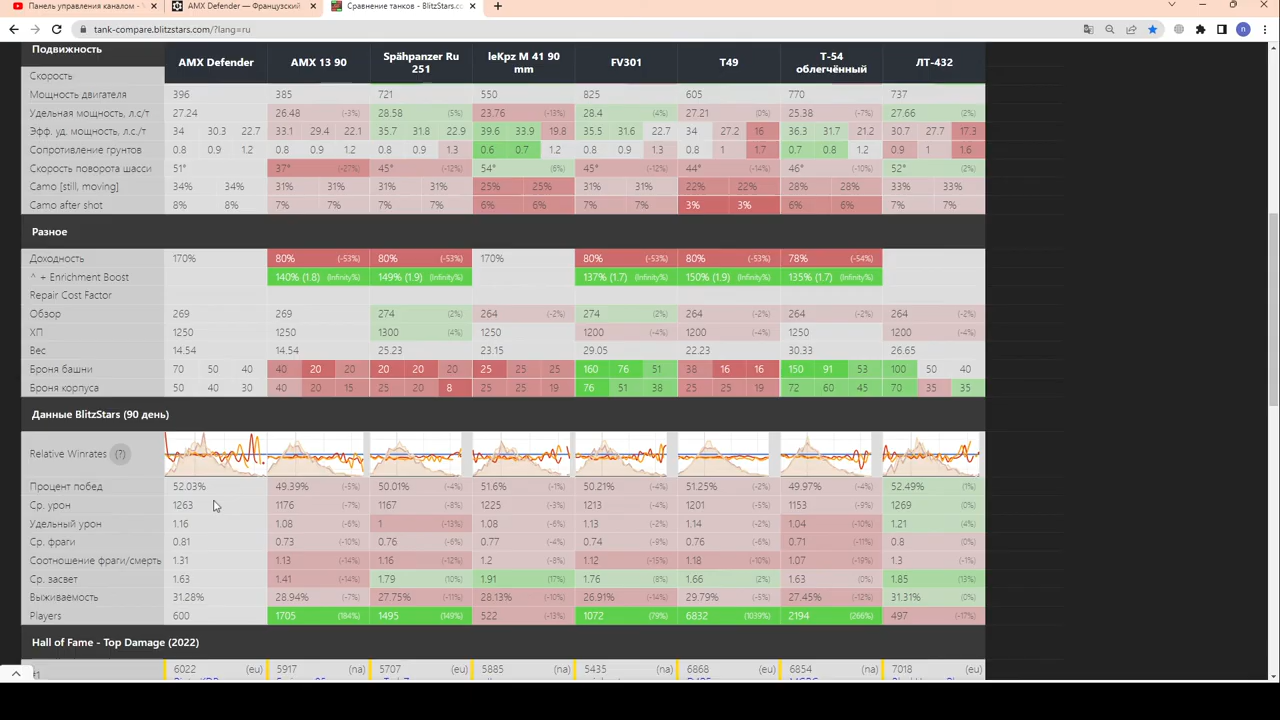 Панель управления каналом -
AMX Defender — Французский
Сравнение танков - BlitzStars.co
tank-compare.blitzstars.com/?lang=ru
Подвижность AMX Defender AMX 13 90 Spähpanzer Ru 251 leKpz M 41 90 mm FV301 T49 Т-54 облегчённый ЛТ-432
Скорость
Мощность двигателя 396 385 721 550 825 605 770 737
Удельная мощность, л.с/т 27.24 26.48 (-3%) 28.58 (5%) 23.76 (-13%) 28.4 (4%) 27.21 (0%) 25.38 (-7%) 27.66 (2%)
Эфф. уд. мощность, л.с./т 34 30.3 22.7 33.1 29.4 22.1 35.7 31.8 22.9 39.6 33.9 19.8 35.5 31.6 22.7 34 27.2 16 36.3 31.7 21.2 30.7 27.7 17.3
Сопротивление грунтов 0.8 0.9 1.2 0.8 0.9 1.2 0.8 0.9 1.3 0.6 0.7 1.2 0.8 0.9 1.3 0.8 1 1.7 0.7 0.8 1.2 0.9 1 1.6
Скорость поворота шасси 51° 37° (-27%) 45° (-12%) 54° (6%) 45° (-12%) 44° (-14%) 46° (-10%) 52° (2%)
Camo [still, moving] 34% 34% 31% 31% 31% 31% 25% 25% 31% 31% 22% 22% 28% 28% 33% 33%
Camo after shot 8% 8% 7% 7% 7% 7% 6% 6% 7% 7% 3% 3% 6% 6% 7% 7%
Разное
Доходность 170% 80% (-53%) 80% (-53%) 170% 80% (-53%) 80% (-53%) 78% (-54%)
^ + Enrichment Boost 140% (1.8) (Infinity%) 149% (1.9) (Infinity%) 137% (1.7) (Infinity%) 150% (1.9) (Infinity%) 135% (1.7) (Infinity%)
Repair Cost Factor
Обзор 269 269 274 (2%) 264 (-2%) 274 (2%) 264 (-2%) 264 (-2%) 264 (-2%)
ХП 1250 1250 1300 (4%) 1250 1200 (-4%) 1200 (-4%) 1250 1200 (-4%)
Вес 14.54 14.54 25.23 23.15 29.05 22.23 30.33 26.65
Броня башни 70 50 40 40 20 20 20 20 20 25 25 25 160 76 51 38 16 16 150 91 53 100 50 40
Броня корпуса 50 40 30 40 20 15 25 20 8 25 25 19 76 51 38 25 25 19 72 60 45 70 35 35
Данные BlitzStars (90 день)
Relative Winrates (?)
Процент побед 52.03% 49.39% (-5%) 50.01% (-4%) 51.6% (-1%) 50.21% (-4%) 51.25% (-2%) 49.97% (-4%) 52.49% (1%)
Ср. урон 1263 1176 (-7%) 1167 (-8%) 1225 (-3%) 1213 (-4%) 1201 (-5%) 1153 (-9%) 1269 (0%)
Удельный урон 1.16 1.08 (-6%) 1 (-13%) 1.08 (-6%) 1.13 (-2%) 1.14 (-2%) 1.04 (-10%) 1.21 (4%)
Ср. фраги 0.81 0.73 (-10%) 0.76 (-6%) 0.77 (-4%) 0.74 (-9%) 0.76 (-6%) 0.71 (-11%) 0.8 (0%)
Соотношение фраги/смерть 1.31 1.13 (-14%) 1.16 (-12%) 1.2 (-8%) 1.12 (-15%) 1.18 (-10%) 1.07 (-19%) 1.3 (-1%)
Ср. засвет 1.63 1.41 (-14%) 1.79 (10%) 1.91 (17%) 1.76 (8%) 1.66 (2%) 1.63 (0%) 1.85 (13%)
Выживаемость 31.28% 28.94% (-7%) 27.75% (-11%) 28.13% (-10%) 26.91% (-14%) 29.79% (-5%) 27.45% (-12%) 31.31% (0%)
Players 600 1705 (184%) 1495 (149%) 522 (-13%) 1072 (79%) 6832 (1039%) 2194 (266%) 497 (-17%)
Hall of Fame - Top Damage (2022)
#1 6022 (eu) 5917 (na) 5707 (eu) 5885 (na) 5435 (na) 6868 (eu) 6854 (na) 7018 (eu)